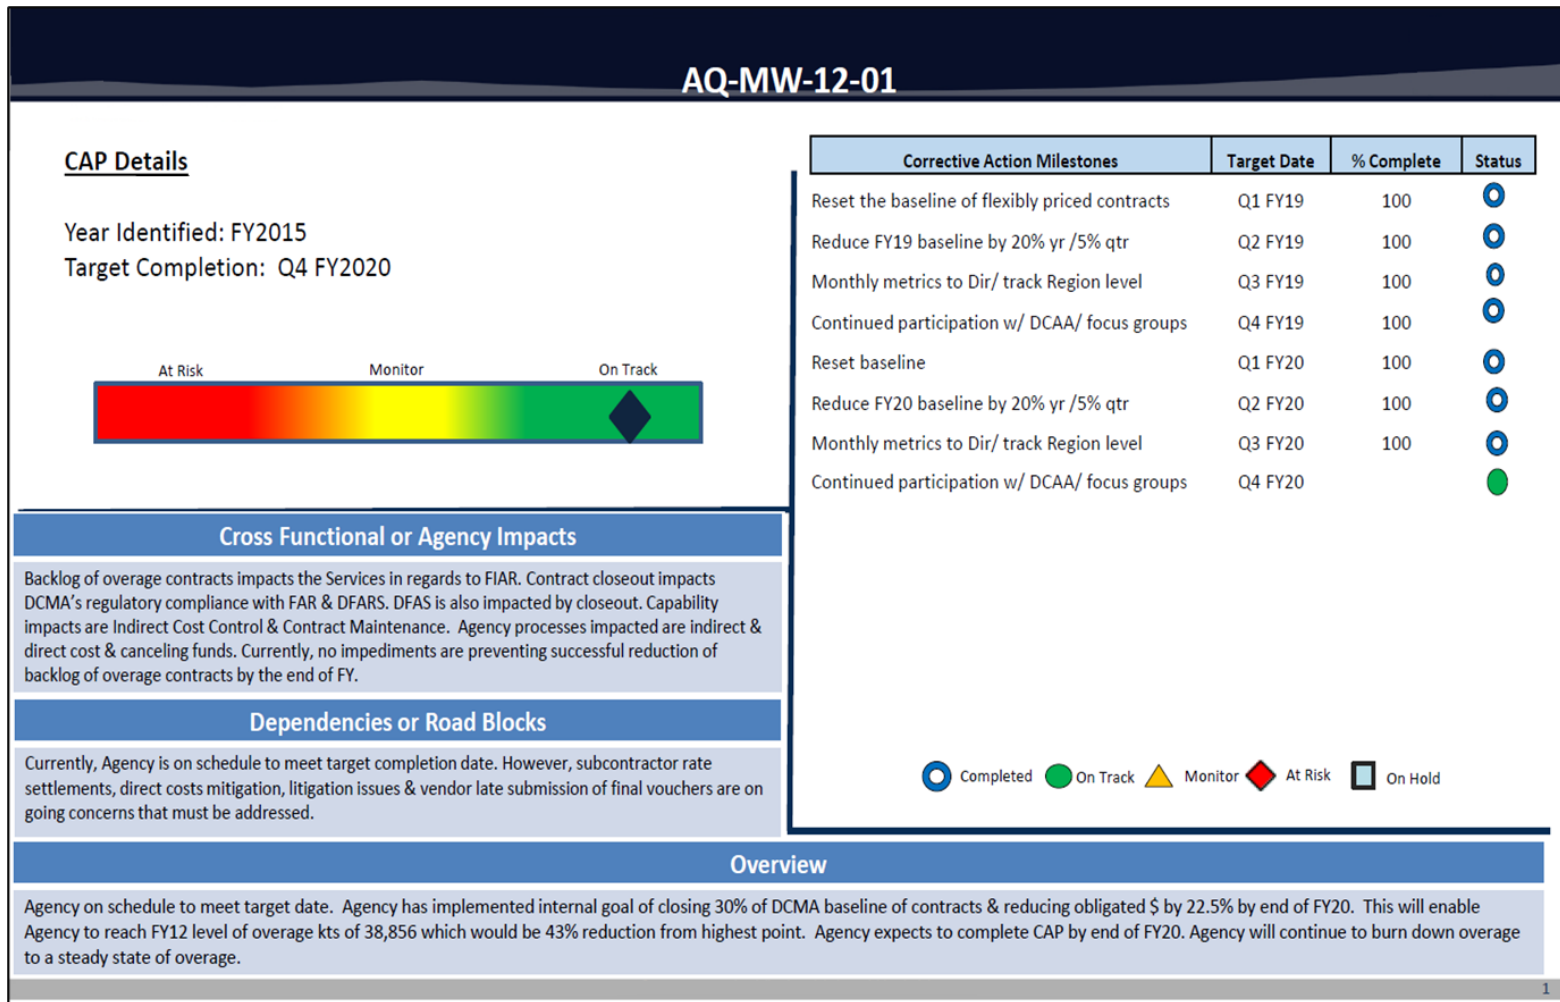 AQ-MW-12-01
CAP Details
Year Identified: FY2015
Target Completion:  Q4 FY2020
At Risk Monitor On Track
Corrective Action Milestones Target Date % Complete Status
Reset the baseline of flexibly priced contracts Q1 FY19 100
Reduce FY19 baseline by 20% yr /5% qtr Q2 FY19 100
Monthly metrics to Dir/ track Region level Q3 FY19 100
Continued participation w/ DCAA/ focus groups Q4 FY19 100
Reset baseline Q1 FY20 100
Reduce FY20 baseline by 20% yr /5% qtr Q2 FY20 100
Monthly metrics to Dir/ track Region level Q3 FY20 100
Continued participation w/ DCAA/ focus groups Q4 FY20
Completed On Track Monitor At Risk On Hold
Cross Functional or Agency Impacts
Backlog of overage contracts impacts the Services in regards to FIAR. Contract closeout impacts
DCMA's regulatory compliance with FAR & DFARS. DFAS is also impacted by closeout. Capability
impacts are Indirect Cost Control & Contract Maintenance.  Agency processes impacted are indirect &
direct cost & canceling funds. Currently, no impediments are preventing successful reduction of
backlog of overage contracts by the end of FY.
Dependencies or Road Blocks
Currently, Agency is on schedule to meet target completion date. However, subcontractor rate
settlements, direct costs mitigation, litigation issues & vendor late submission of final vouchers are on
going concerns that must be addressed.
Overview
Agency on schedule to meet target date.  Agency has implemented internal goal of closing 30% of DCMA baseline of contracts & reducing obligated $ by 22.5% by end of FY20.  This will enable
Agency to reach FY12 level of overage kts of 38,856 which would be 43% reduction from highest point.  Agency expects to complete CAP by end of FY20. Agency will continue to burn down overage
to a steady state of overage.
1